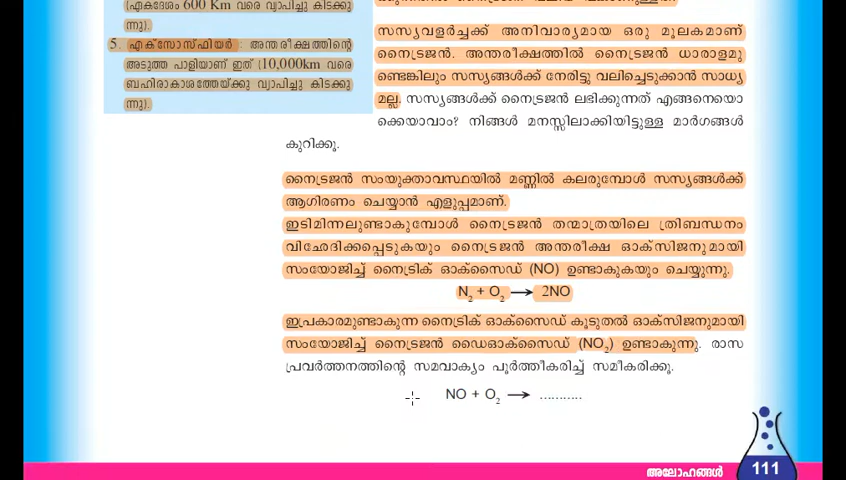 (ഏകദേശം 600 Km വരെ വ്യാപിച്ചു കിടക്കു
ന്നു).
5. എക്സോസ്ഫിയർ : അന്തരീക്ഷത്തിന്റെ
അടുത്ത പാളിയാണ് ഇത് (10,000km വരെ
ബഹിരാകാശത്തേയ്ക്കു വ്യാപിച്ചു കിടക്കു
ന്നു)
സസ്യവളർച്ചക്ക് അനിവാര്യമായ ഒരു മൂലകമാണ്
നൈട്രജൻ. അന്തരീക്ഷത്തിൽ നൈട്രജൻ ധാരാളമു
ണ്ടെങ്കിലും സസ്യങ്ങൾക്ക് നേരിട്ടു വലിച്ചെടുക്കാൻ സാധ്യ
മല്ല. സസ്യങ്ങൾക്ക് നൈട്രജൻ ലഭിക്കുന്നത് എങ്ങനെയൊ
ക്കെയാവാം? നിങ്ങൾ മനസ്സിലാക്കിയിട്ടുള്ള മാർഗങ്ങൾ
കുറിക്കൂ.
നൈട്രജൻ സംയുക്താവസ്ഥയിൽ മണ്ണിൽ കലരുമ്പോൾ സസ്യങ്ങൾക്ക്
ആഗിരണം ചെയ്യാൻ എളുപ്പമാണ്.
ഇടിമിന്നലുണ്ടാകുമ്പോൾ നൈട്രജൻ തന്മാത്രയിലെ ത്രിബന്ധനം
വിഛേദിക്കപ്പെടുകയും നൈട്രജൻ അന്തരീക്ഷ ഓക്സിജനുമായി
സംയോജിച്ച് നൈട്രിക് ഓക്സൈഡ് (NO) ഉണ്ടാകുകയും ചെയ്യുന്നു.
N₂ + O₂ → 2NO
ഇപ്രകാരമുണ്ടാകുന്ന നൈട്രിക് ഓക്സൈഡ് കൂടുതൽ ഓക്സിജനുമായി
സംയോജിച്ച് നൈട്രജൻ ഡൈഓക്സൈഡ് (NO₂) ഉണ്ടാകുന്നു. രാസ
പ്രവർത്തനത്തിന്റെ സമവാക്യം പൂർത്തീകരിച്ച് സമീകരിക്കൂ.
NO + O₂ → ...........
അലോഹങ്ങൾ 111